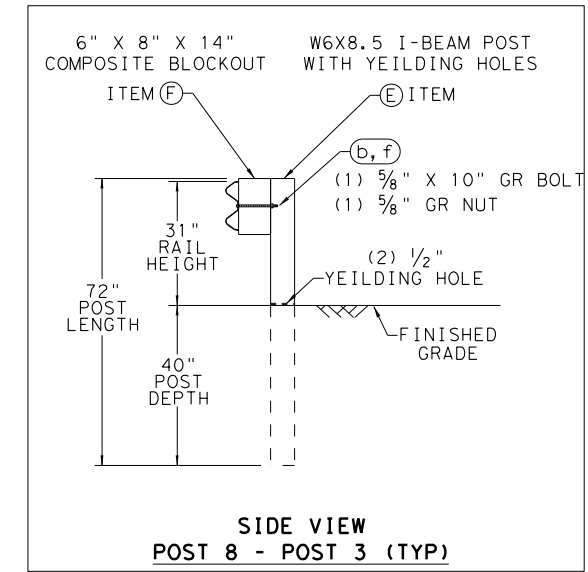 6" X 8" X 14"
COMPOSITE BLOCKOUT
ITEM F
W6X8.5 I-BEAM POST
WITH YEILDING HOLES
E ITEM
b, f
(1) 5/8" X 10" GR BOLT
(1) 5/8" GR NUT
31"
RAIL
HEIGHT
(2) 1/2"
YEILDING HOLE
72"
POST
LENGTH
FINISHED
GRADE
40"
POST
DEPTH
SIDE VIEW
POST 8 - POST 3 (TYP)